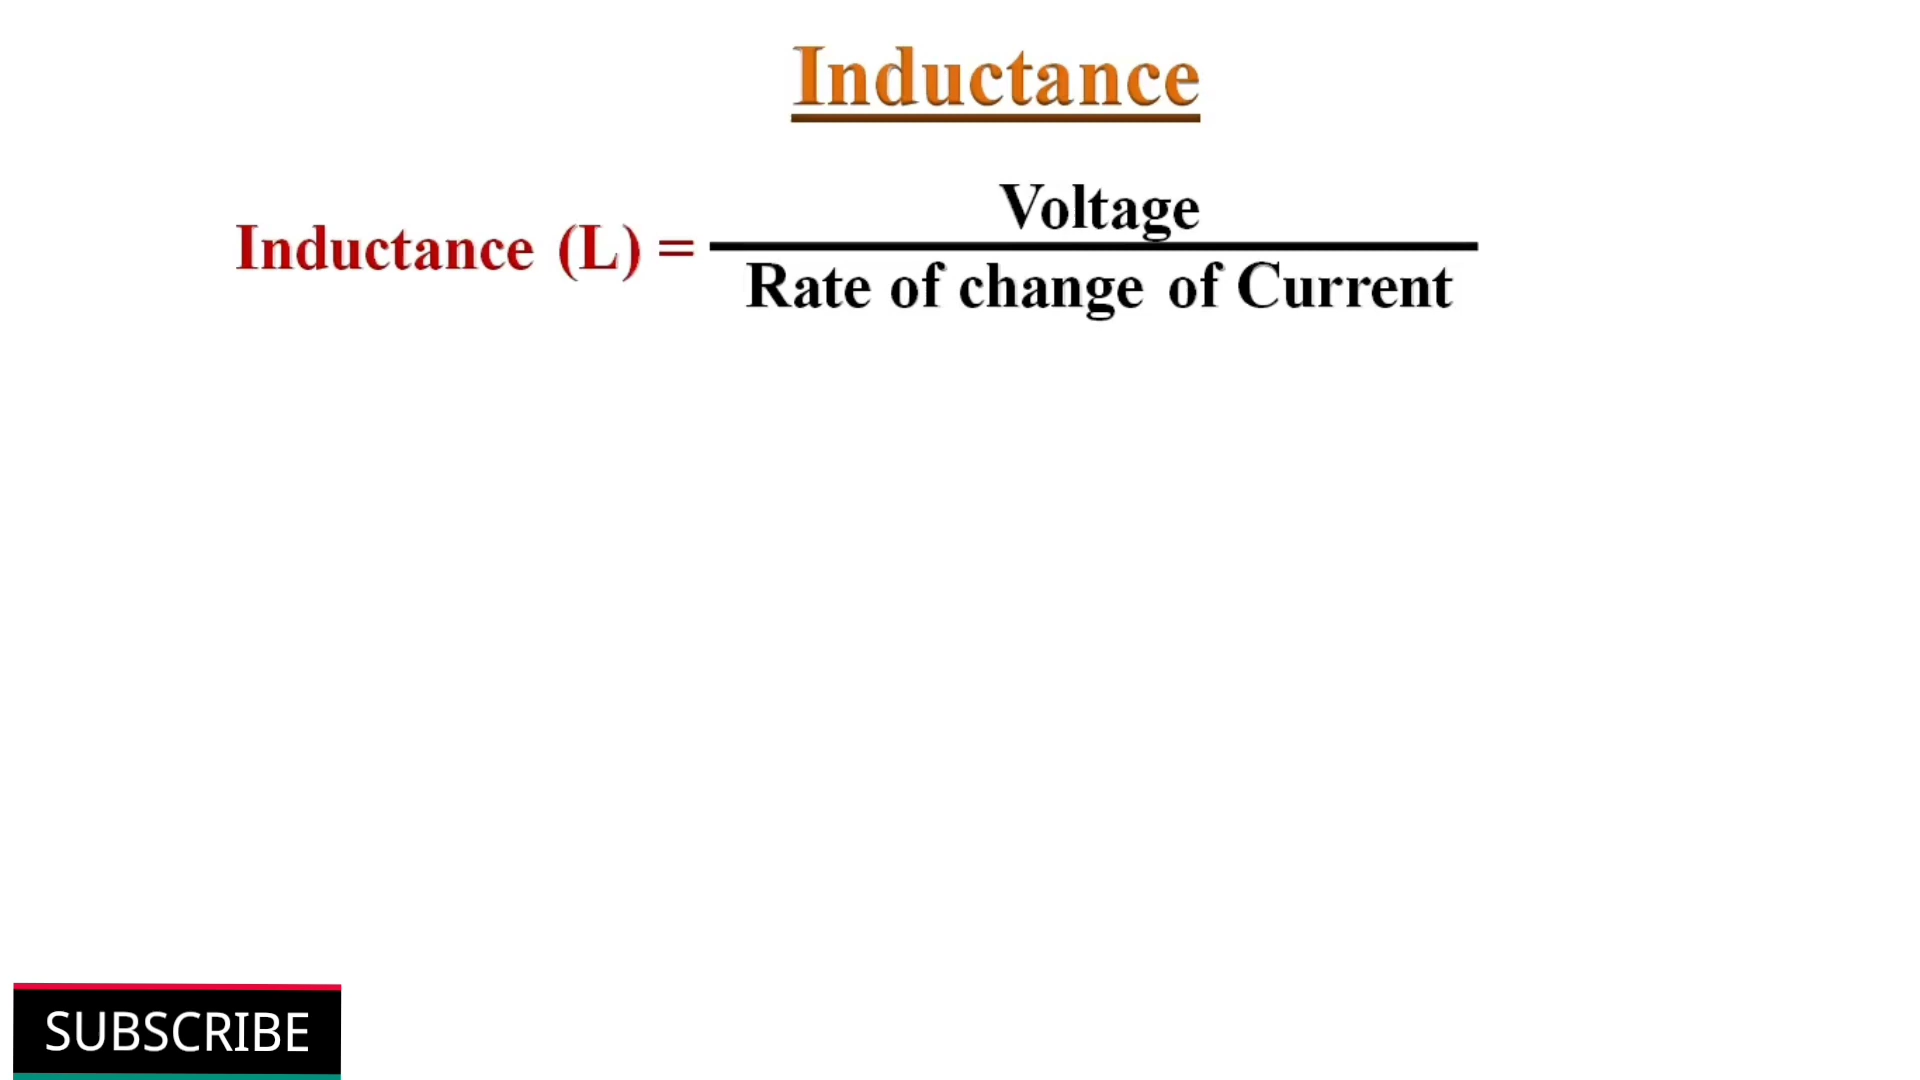 Inductance
Voltage
Inductance (L) =
Rate of change of Current
SUBSCRIBE